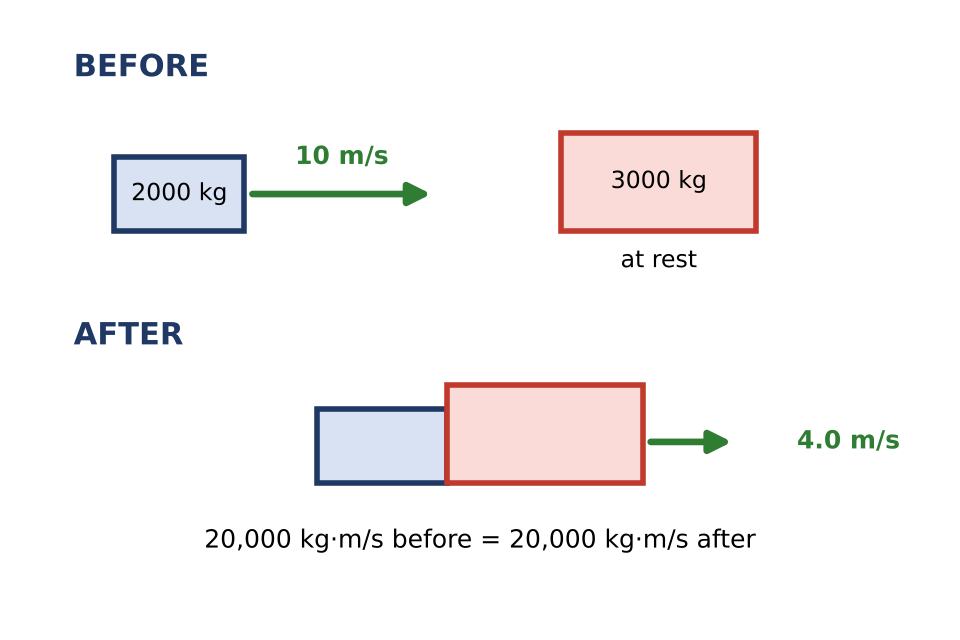 BEFORE
10 m/s
2000 kg
3000 kg
at rest
AFTER
4.0 m/s
20,000 kg·m/s before = 20,000 kg·m/s after